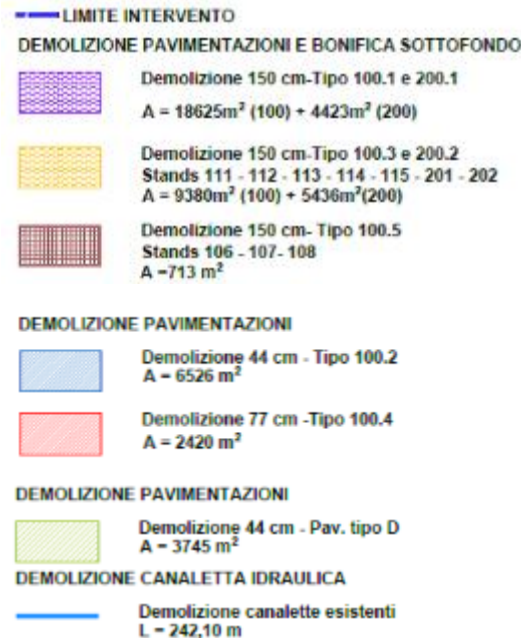 LIMITE INTERVENTO
DEMOLIZIONE PAVIMENTAZIONI E BONIFICA SOTTOFONDO
Demolizione 150 cm-Tipo 100.1 e 200.1
A = 18625m² (100) + 4423m² (200)
Demolizione 150 cm-Tipo 100.3 e 200.2
Stands 111 - 112 - 113 - 114 - 115 - 201 - 202
A = 9380m² (100) + 5436m²(200)
Demolizione 150 cm- Tipo 100.5
Stands 106 - 107- 108
A =713 m²
DEMOLIZIONE PAVIMENTAZIONI
Demolizione 44 cm - Tipo 100.2
A = 6526 m²
Demolizione 77 cm -Tipo 100.4
A = 2420 m²
DEMOLIZIONE PAVIMENTAZIONI
Demolizione 44 cm - Pav. tipo D
A = 3745 m²
DEMOLIZIONE CANALETTA IDRAULICA
Demolizione canalette esistenti
L = 242,10 m